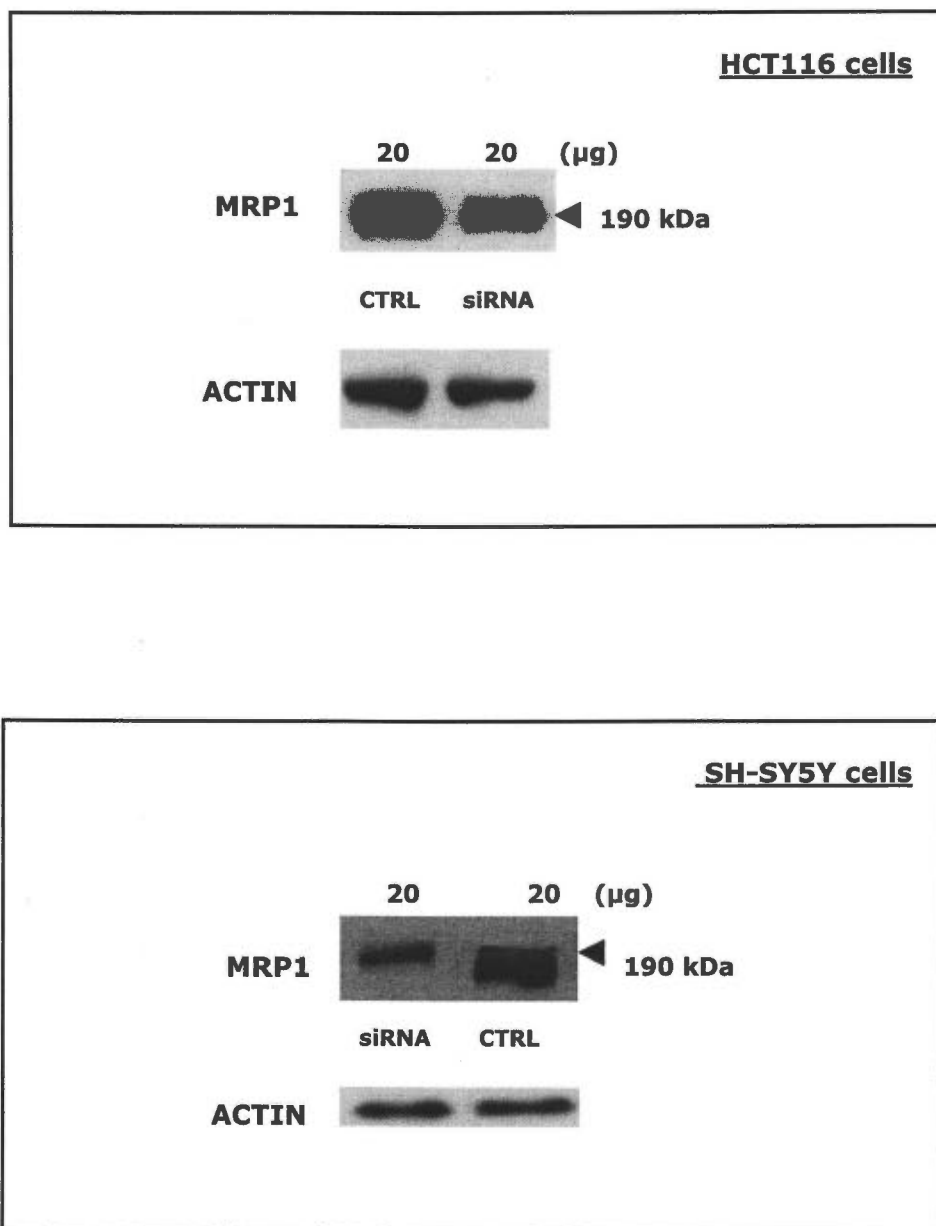 HCT116 cells
20 20 (µg)
MRP1
190 kDa
CTRL siRNA
ACTIN
SH-SY5Y cells
20 20 (µg)
MRP1
190 kDa
siRNA CTRL
ACTIN